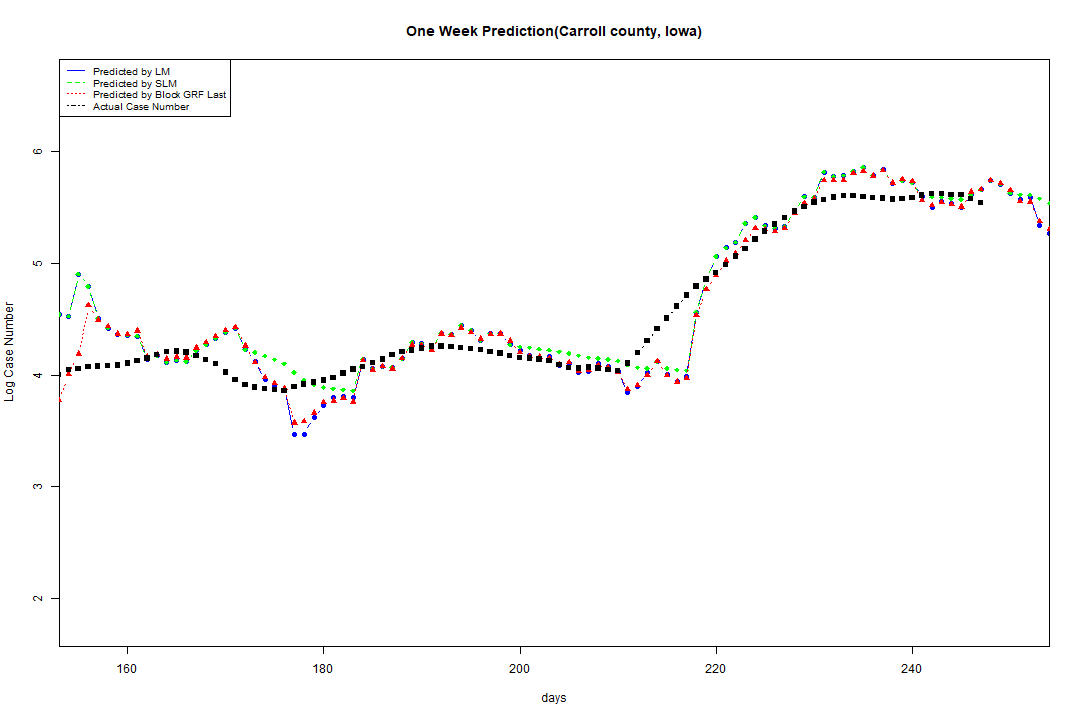 One Week Prediction(Carroll county, Iowa)
Predicted by LM
Predicted by SLM
Predicted by Block GRF Last
Actual Case Number
6
5
4
3
2
Log Case Number
160
180
200
220
240
days